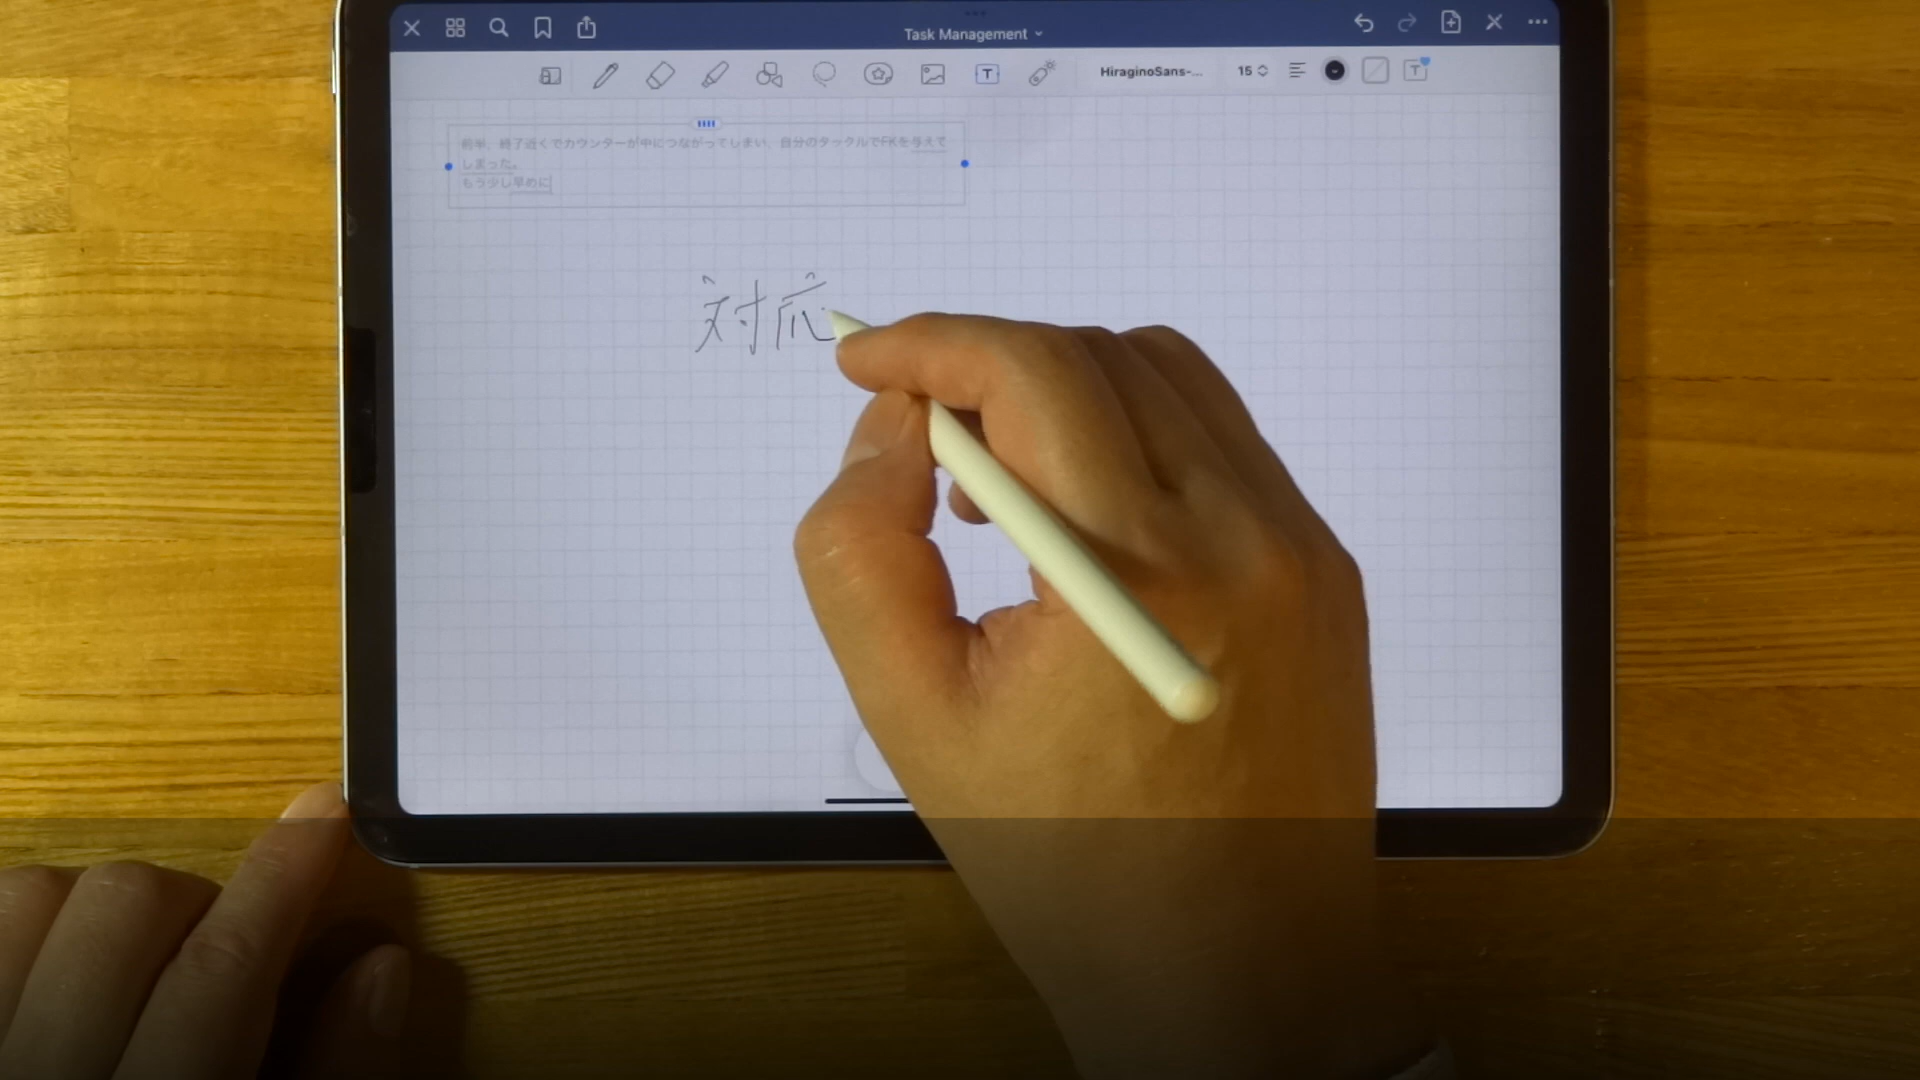 Task Management
HiraginoSans-...
15
前半、終了近くでカウンターが中につながってしまい、自分のタックルでFKを与えて
しまった。
もう少し早めに
対応